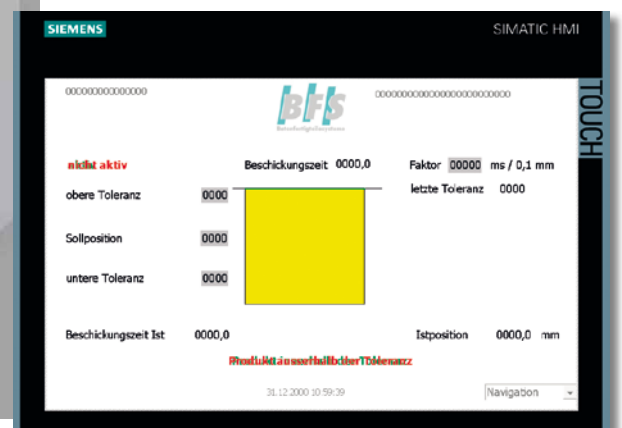 SIEMENS
SIMATIC HMI
TOUCH
00000000000000
BFS
Betonfertigteilsysteme
nicht aktiv
Beschickungszeit 0000,0
Faktor 00000 ms / 0,1 mm
obere Toleranz 0000
letzte Toleranz 0000
Sollposition 0000
untere Toleranz 0000
Beschickungszeit Ist 0000,0
Istposition 0000,0 mm
31.12.2000 10:59:39
Navigation